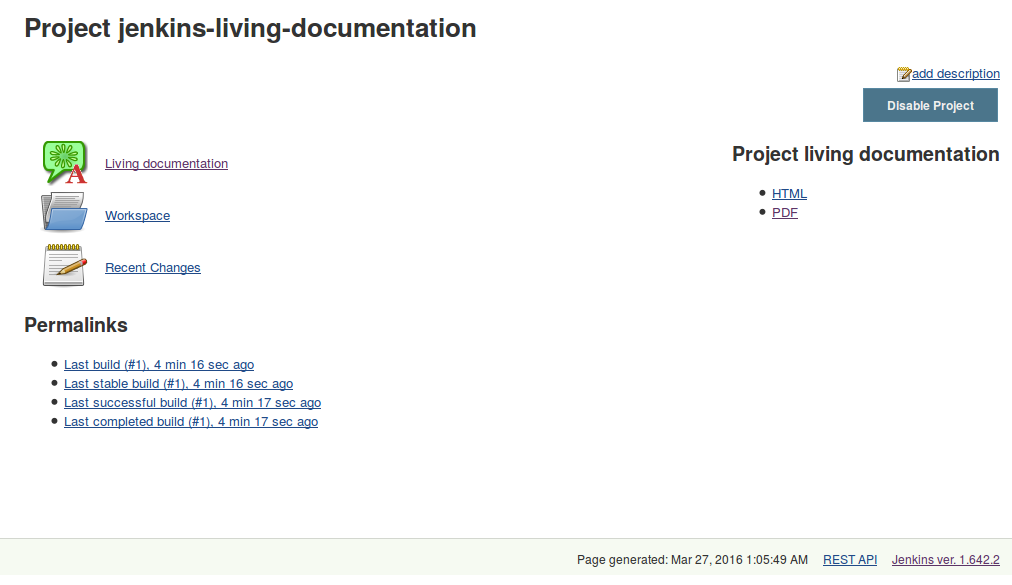 Project jenkins-living-documentation
add description
Disable Project
Living documentation
Workspace
Recent Changes
Project living documentation
HTML
PDF
Permalinks
Last build (#1), 4 min 16 sec ago
Last stable build (#1), 4 min 16 sec ago
Last successful build (#1), 4 min 17 sec ago
Last completed build (#1), 4 min 17 sec ago
Page generated: Mar 27, 2016 1:05:49 AM REST API Jenkins ver. 1.642.2